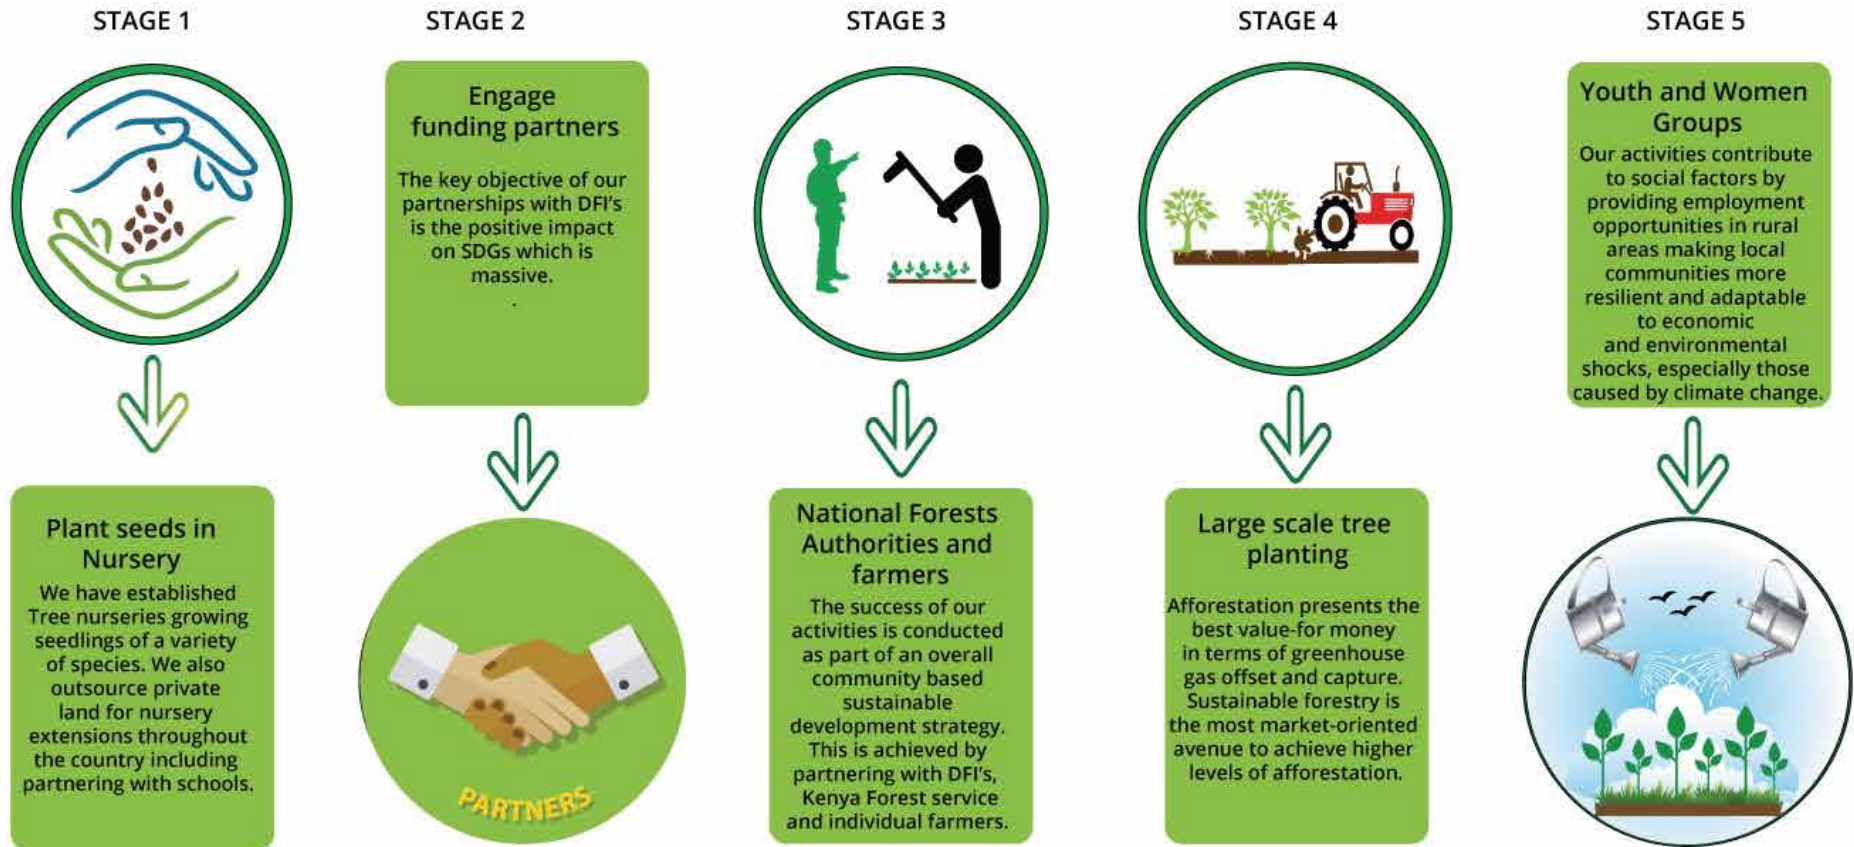 STAGE 1
Plant seeds in
Nursery
We have established
Tree nurseries growing
seedlings of a variety
of species. We also
outsource private
land for nursery
extensions throughout
the country including
partnering with schools.
STAGE 2
Engage
funding partners
The key objective of our
partnerships with DFI's
is the positive impact
on SDGs which is
massive.
.
PARTNERS
STAGE 3
National Forests
Authorities and
farmers
The success of our
activities is conducted
as part of an overall
community based
sustainable
development strategy.
This is achieved by
partnering with DFI's,
Kenya Forest service
and individual farmers.
STAGE 4
Large scale tree
planting
Afforestation presents the
best value-for money
in terms of greenhouse
gas offset and capture.
Sustainable forestry is
the most market-oriented
avenue to achieve higher
levels of afforestation.
STAGE 5
Youth and Women
Groups
Our activities contribute
to social factors by
providing employment
opportunities in rural
areas making local
communities more
resilient and adaptable
to economic
and environmental
shocks, especially those
caused by climate change.